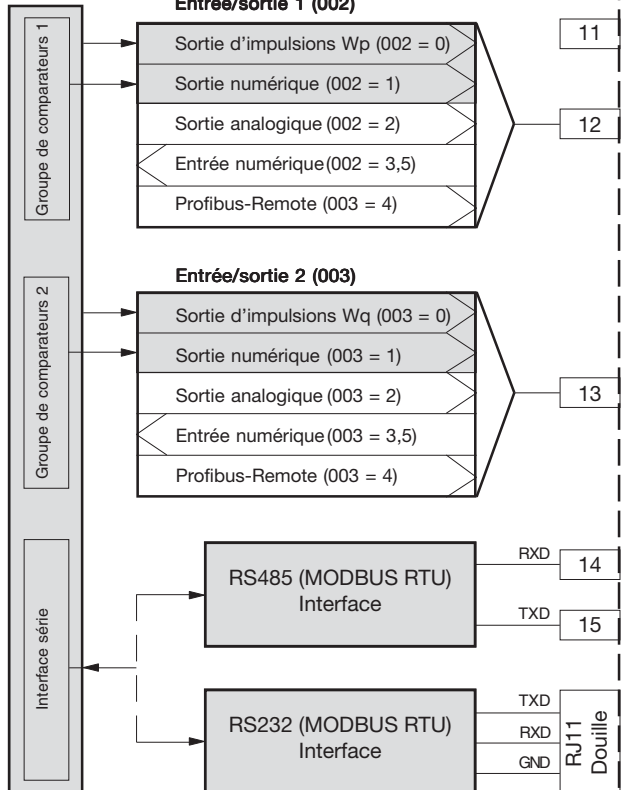 Entrée/sortie 1 (002)
Groupe de comparateurs 1
Sortie d'impulsions Wp (002 = 0)
Sortie numérique (002 = 1)
Sortie analogique (002 = 2)
Entrée numérique (002 = 3,5)
Profibus-Remote (003 = 4)
11
12
Entrée/sortie 2 (003)
Groupe de comparateurs 2
Sortie d'impulsions Wq (003 = 0)
Sortie numérique (003 = 1)
Sortie analogique (003 = 2)
Entrée numérique (003 = 3,5)
Profibus-Remote (003 = 4)
13
Interface série
RS485 (MODBUS RTU)
Interface
RXD 14
TXD 15
RS232 (MODBUS RTU)
Interface
TXD
RXD
GND
RJ11
Douille